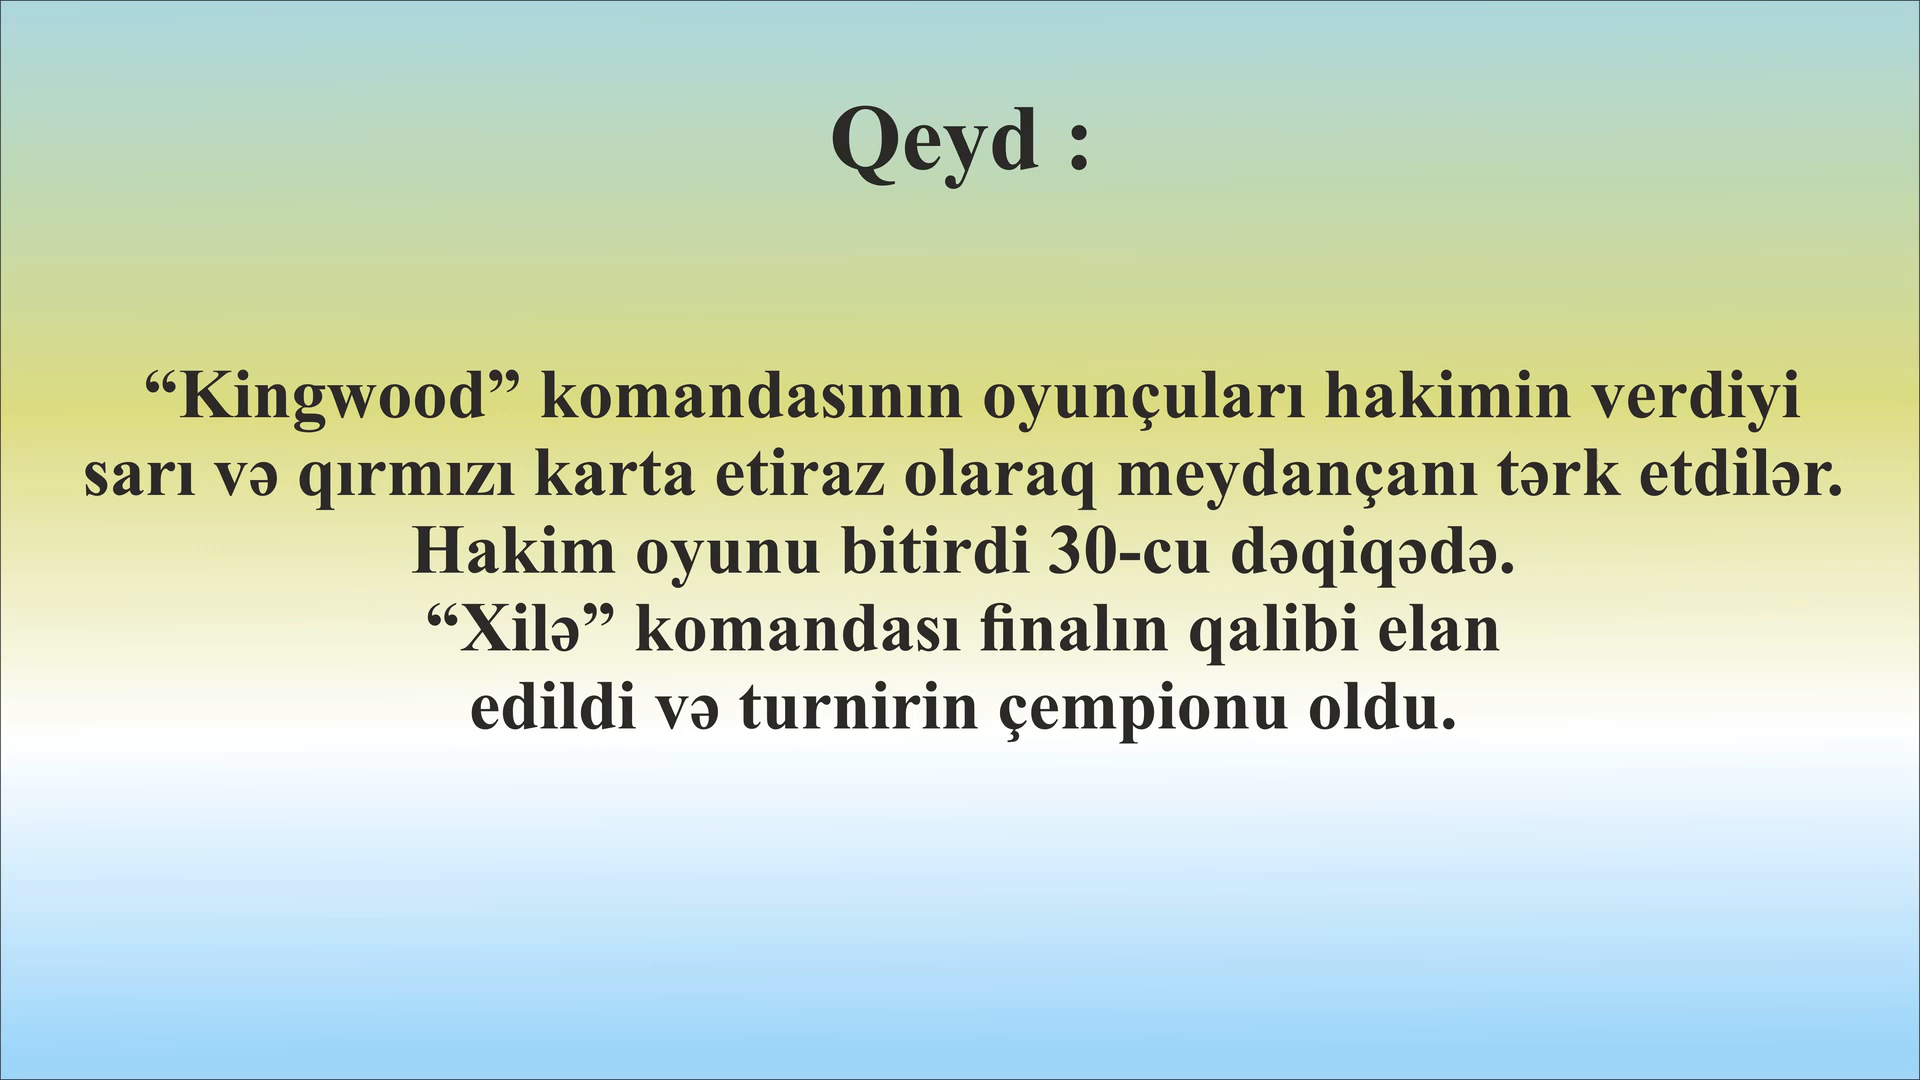 Qeyd :
“Kingwood” komandasının oyunçuları hakimin verdiyi
sarı və qırmızı karta etiraz olaraq meydançanı tərk etdilər.
Hakim oyunu bitirdi 30-cu dəqiqədə.
“Xilə” komandası finalın qalibi elan
edildi və turnirin çempionu oldu.